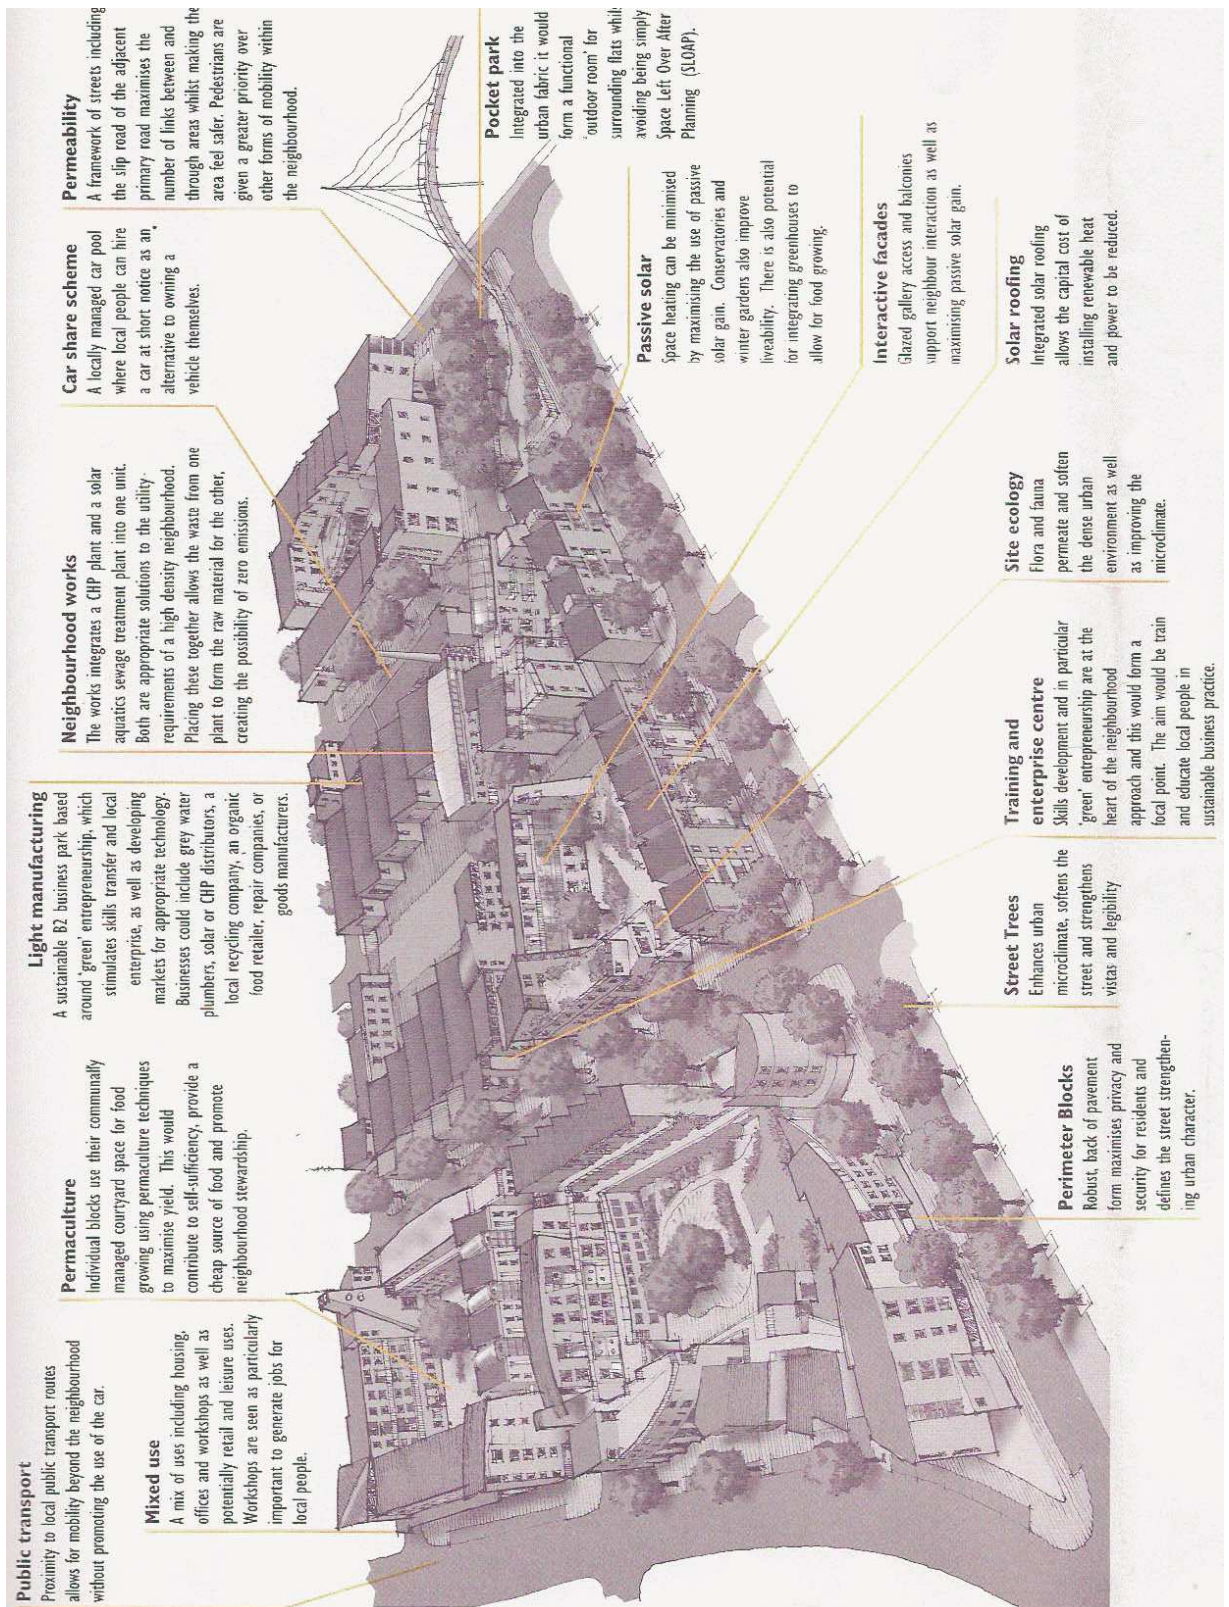 Public transport
Proximity to local public transport routes
allows for mobility beyond the neighbourhood
without promoting the use of the car.
Mixed use
A mix of uses including housing,
offices and workshops as well as
potentially retail and leisure uses.
Workshops are seen as particularly
important to generate jobs for
local people.
Permaculture
Individual blocks use their communally
managed courtyard space for food
growing using permaculture techniques
to maximise yield. This would
contribute to self-sufficiency, provide a
cheap source of food and promote
neighbourhood stewardship.
Light manufacturing
A sustainable B2 business park based
around 'green' entrepreneurship, which
stimulates skills transfer and local
enterprise, as well as developing
markets for appropriate technology.
Businesses could include grey water
plumbers, solar or CHP distributors, a
local recycling company, an organic
food retailer, repair companies, or
goods manufacturers.
Neighbourhood works
The works integrates a CHP plant and a solar
aquatics sewage treatment plant into one unit.
Both are appropriate solutions to the utility
requirements of a high density neighbourhood.
Placing these together allows the waste from one
plant to form the raw material for the other,
creating the possibility of zero emissions.
Car share scheme
A locally managed car pool
where local people can hire
a car at short notice as an
alternative to owning a
vehicle themselves.
Permeability
A framework of streets including
the slip road of the adjacent
primary road maximises the
number of links between and
through areas whilst making the
area feel safer. Pedestrians are
given a greater priority over
other forms of mobility within
the neighbourhood.
Pocket park
Integrated into the
urban fabric it would
form a functional
'outdoor room' for
surrounding flats whils
avoiding being simply
Space Left Over After
Planning (SLOAP).
Passive solar
Space heating can be minimised
by maximising the use of passive
solar gain. Conservatories and
winter gardens also improve
liveability. There is also potential
for integrating greenhouses to
allow for food growing.
Interactive facades
Glazed gallery access and balconies
support neighbour interaction as well as
maximising passive solar gain.
Solar roofing
Integrated solar roofing
allows the capital cost of
installing renewable heat
and power to be reduced.
Site ecology
Flora and fauna
permeate and soften
the dense urban
environment as well
as improving the
microclimate.
Training and
enterprise centre
Skills development and in particular
'green' entrepreneurship are at the
heart of the neighbourhood
approach and this would form a
focal point. The aim would be train
and educate local people in
sustainable business practice.
Street Trees
Enhances urban
microclimate, softens the
street and strengthens
vistas and legibility
Perimeter Blocks
Robust, back of pavement
form maximises privacy and
security for residents and
defines the street strengthen-
ing urban character.